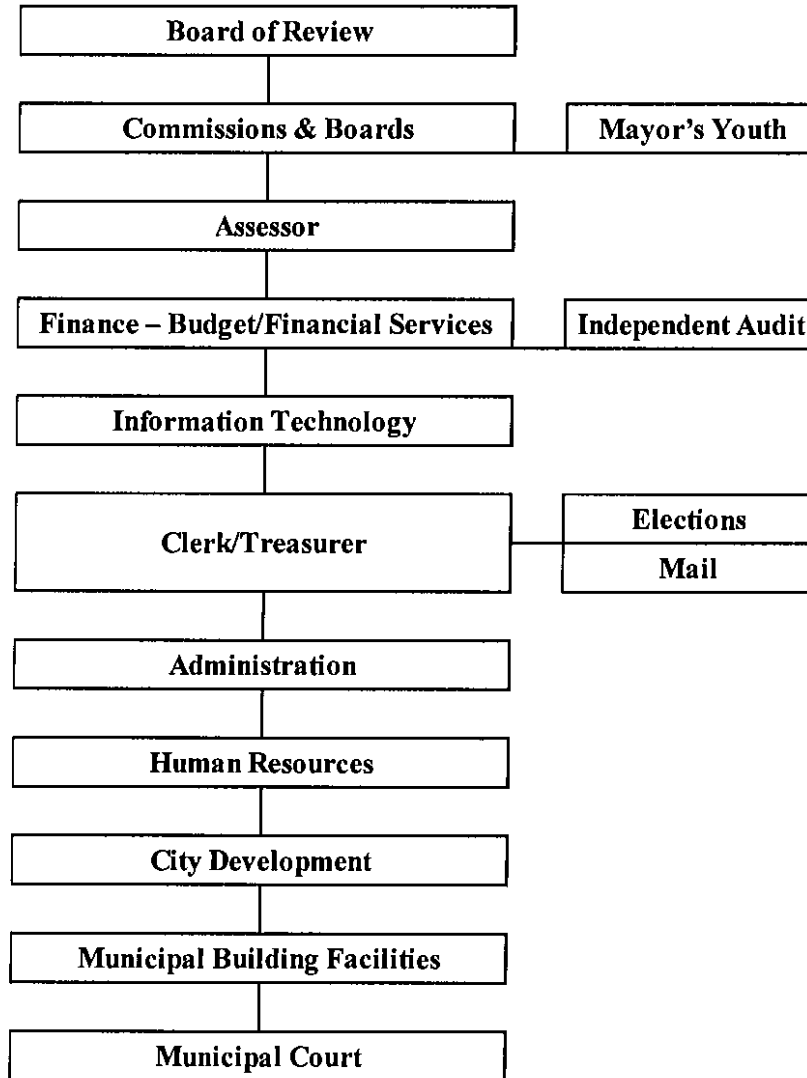 Board of Review
Commissions & Boards
Mayor's Youth
Assessor
Finance – Budget/Financial Services
Independent Audit
Information Technology
Clerk/Treasurer
Elections
Mail
Administration
Human Resources
City Development
Municipal Building Facilities
Municipal Court